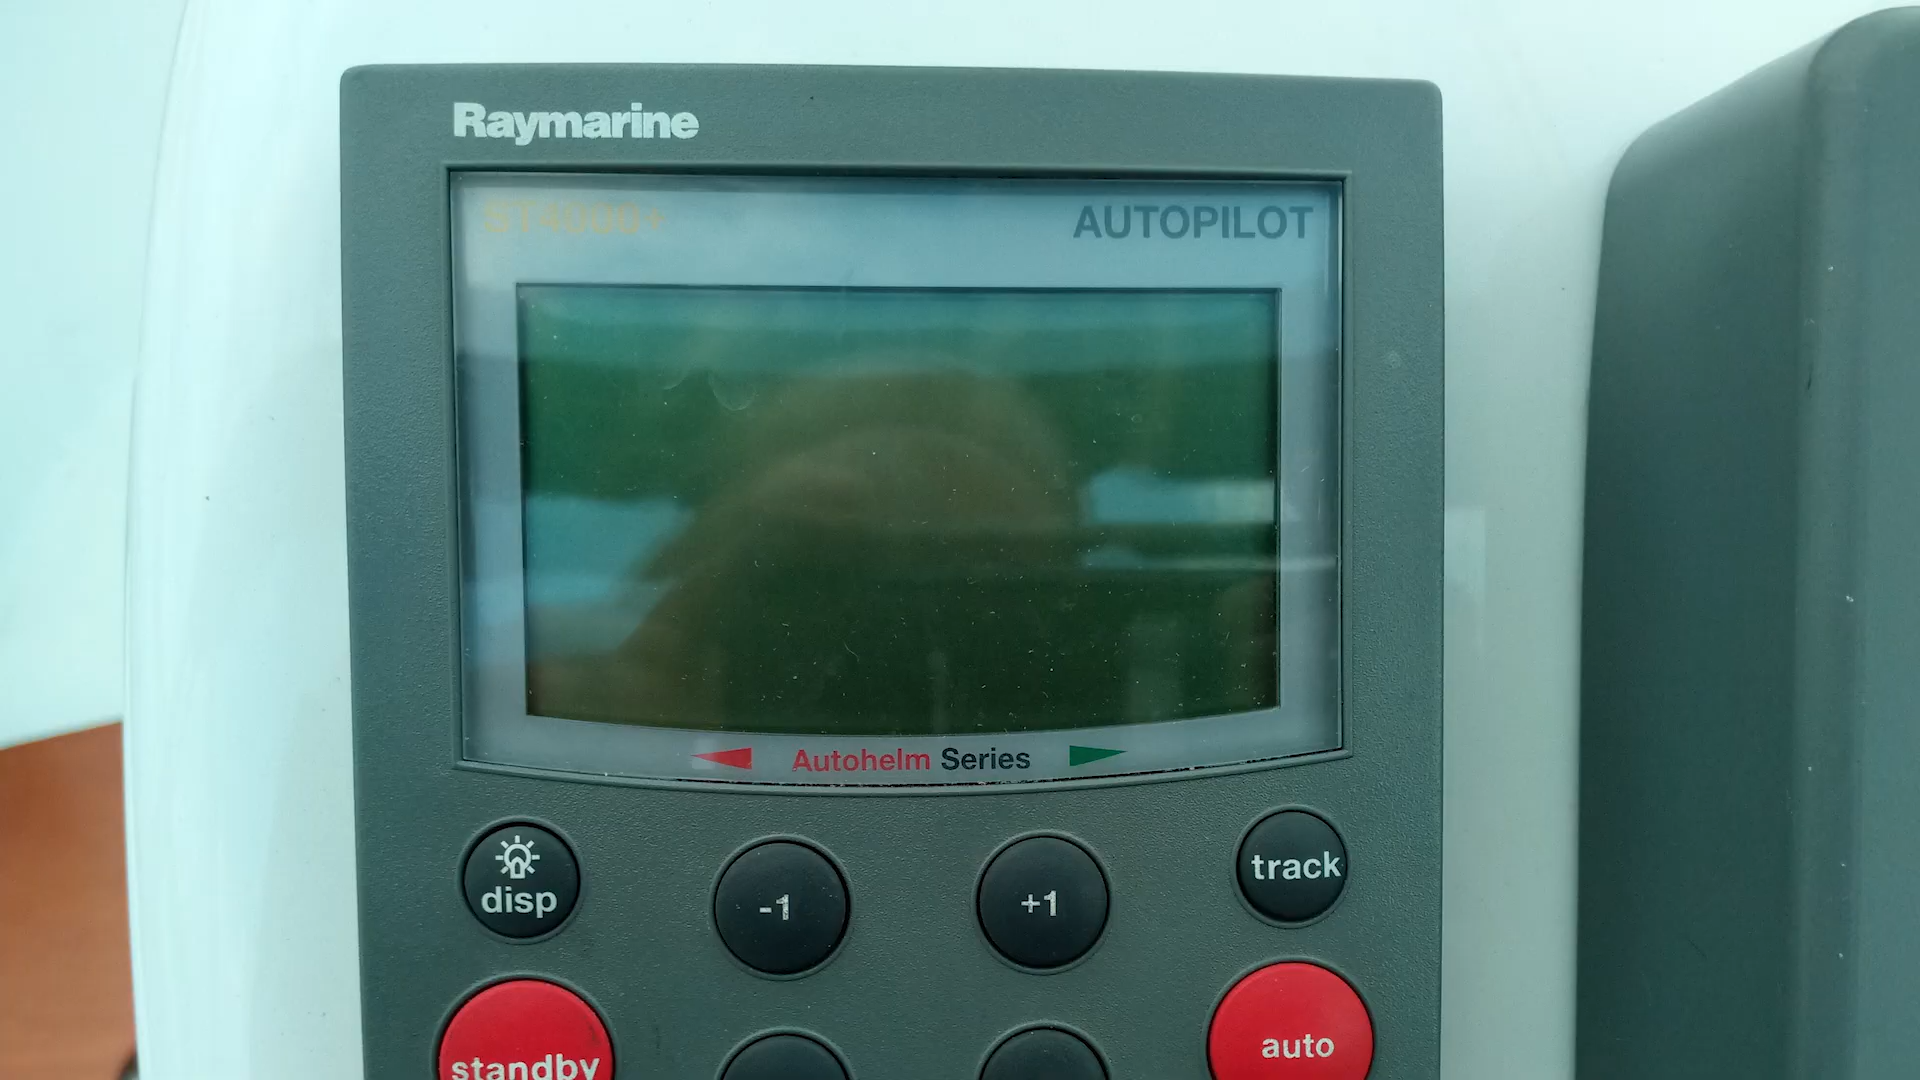 Raymarine
ST4000+ AUTOPILOT
Autohelm Series
disp -1 +1 track
standby auto